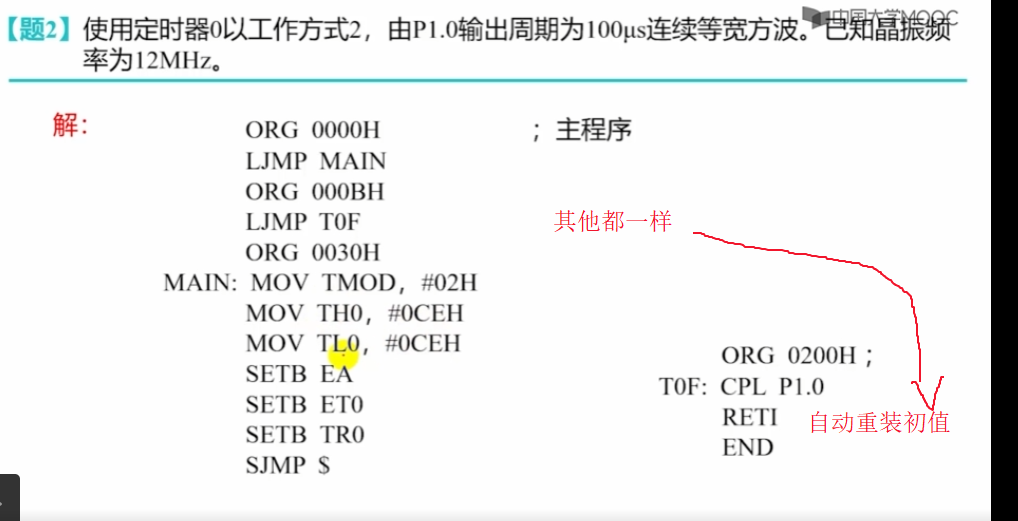 中国大学MOOC
【题2】使用定时器0以工作方式2，由P1.0输出周期为100μs连续等宽方波。已知晶振频
率为12MHz。
解：
ORG 0000H ；主程序
LJMP MAIN
ORG 000BH
LJMP T0F
ORG 0030H
MAIN: MOV TMOD，#02H
MOV TH0，#0CEH
MOV TL0，#0CEH
SETB EA
SETB ET0
SETB TR0
SJMP $
其他都一样
ORG 0200H；
T0F: CPL P1.0
RETI
END
自动重装初值